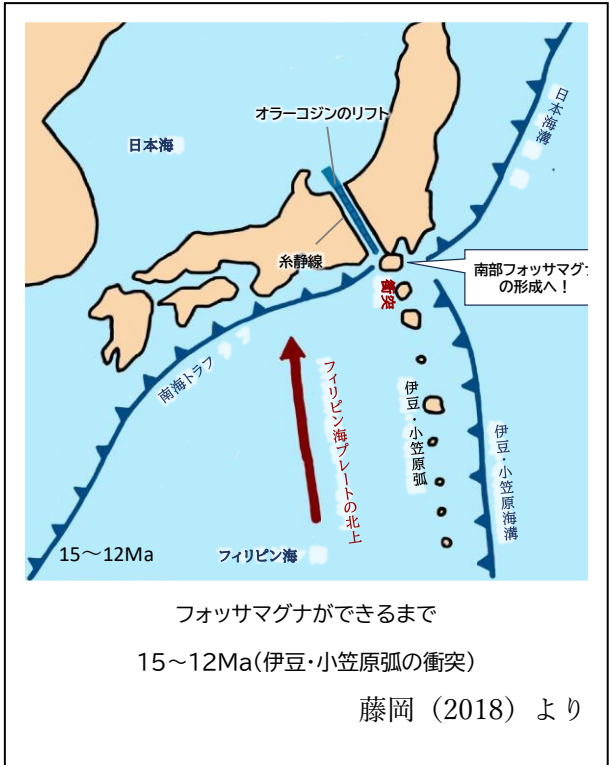 オラーコジンのリフト
日本海
日本海溝
糸静線
南部フォッサマグナ
の形成へ！
衝突
南海トラフ
フィリピン海プレートの北上
伊豆・小笠原弧
伊豆・小笠原海溝
15～12Ma
フィリピン海
フォッサマグナができるまで
15～12Ma(伊豆・小笠原弧の衝突)
藤岡（2018）より